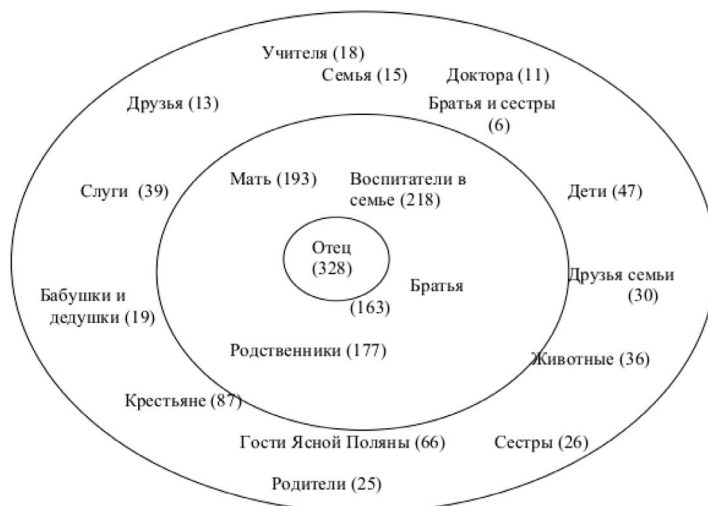 Учителя (18)
Семья (15)
Доктора (11)
Друзья (13)
Братья и сестры
(6)
Мать (193)
Воспитатели в
семье (218)
Слуги (39)
Дети (47)
Отец
(328)
Друзья семьи
(30)
Братья
(163)
Бабушки и
дедушки (19)
Родственники (177)
Животные (36)
Крестьяне (87)
Гости Ясной Поляны (66)
Сестры (26)
Родители (25)